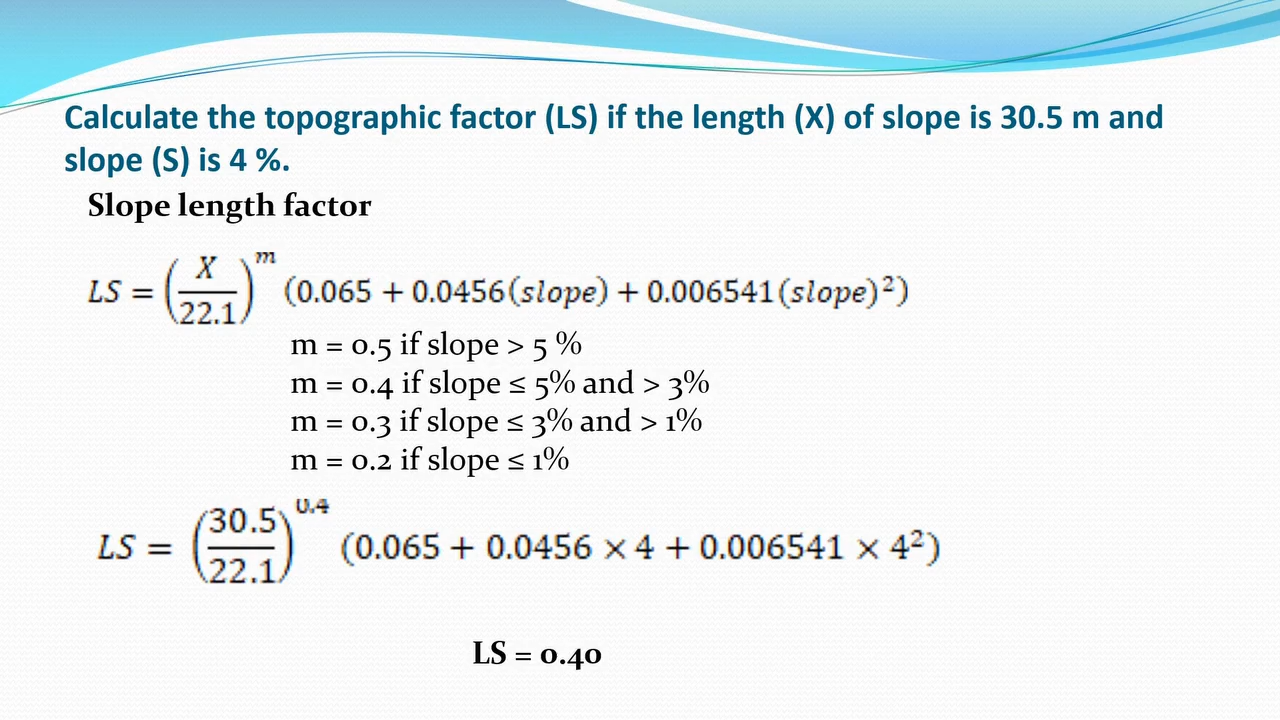 Calculate the topographic factor (LS) if the length (X) of slope is 30.5 m and
slope (S) is 4 %.
Slope length factor
LS = (X/22.1)^m (0.065 + 0.0456(slope) + 0.006541(slope)²)
m = 0.5 if slope > 5 %
m = 0.4 if slope ≤ 5% and > 3%
m = 0.3 if slope ≤ 3% and > 1%
m = 0.2 if slope ≤ 1%
LS = (30.5/22.1)^0.4 (0.065 + 0.0456 × 4 + 0.006541 × 4²)
LS = 0.40